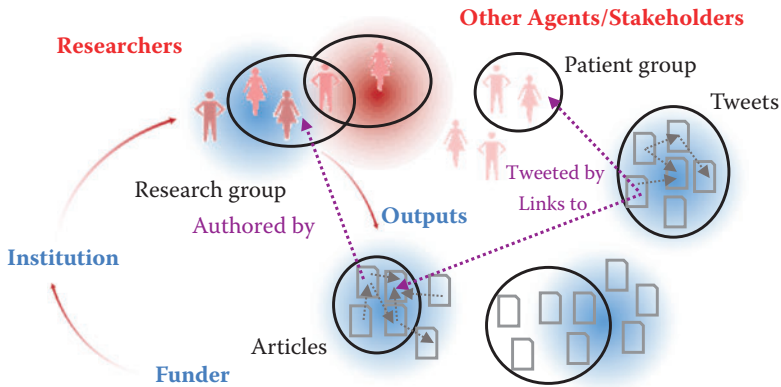 Other Agents/Stakeholders
Researchers
Patient group
Tweets
Tweeted by
Research group
Links to
Authored by
Outputs
Institution
Articles
Funder